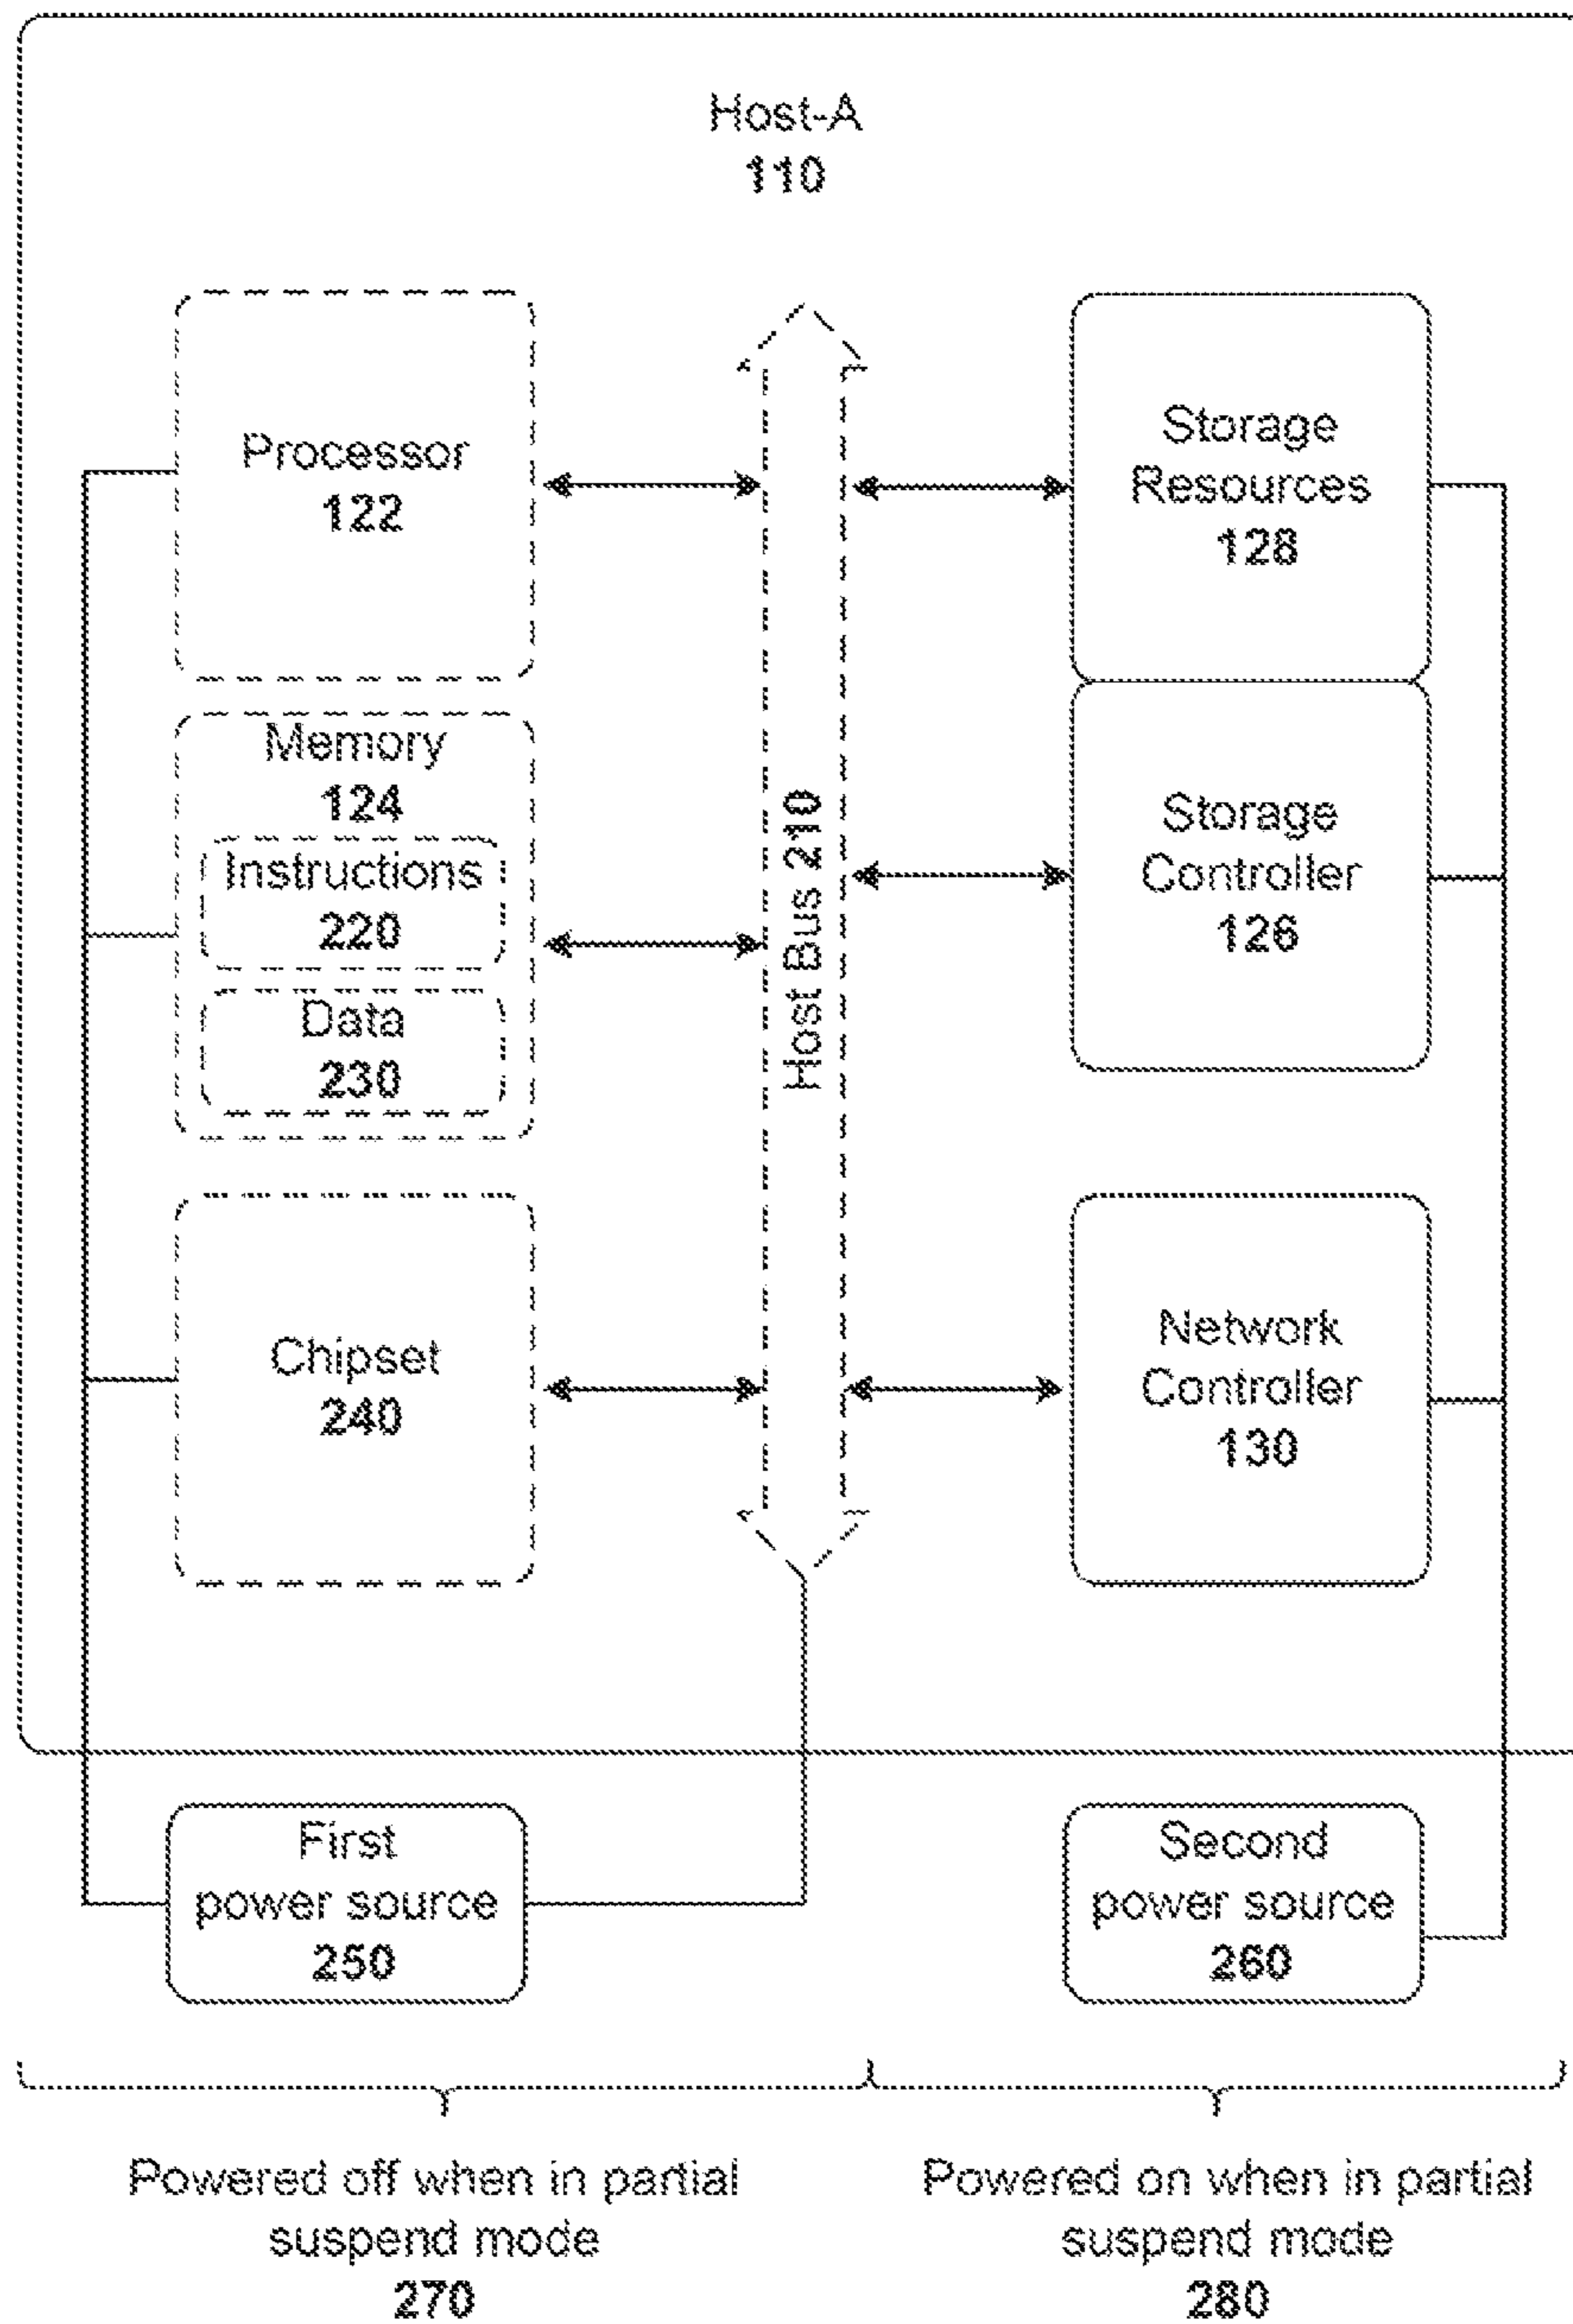 Host-A
110
Processor
122
Memory
124
Instructions
220
Data
230
Chipset
240
Host Bus 210
Storage
Resources
128
Storage
Controller
126
Network
Controller
130
First
power source
250
Second
power source
260
Powered off when in partial
suspend mode
270
Powered on when in partial
suspend mode
280